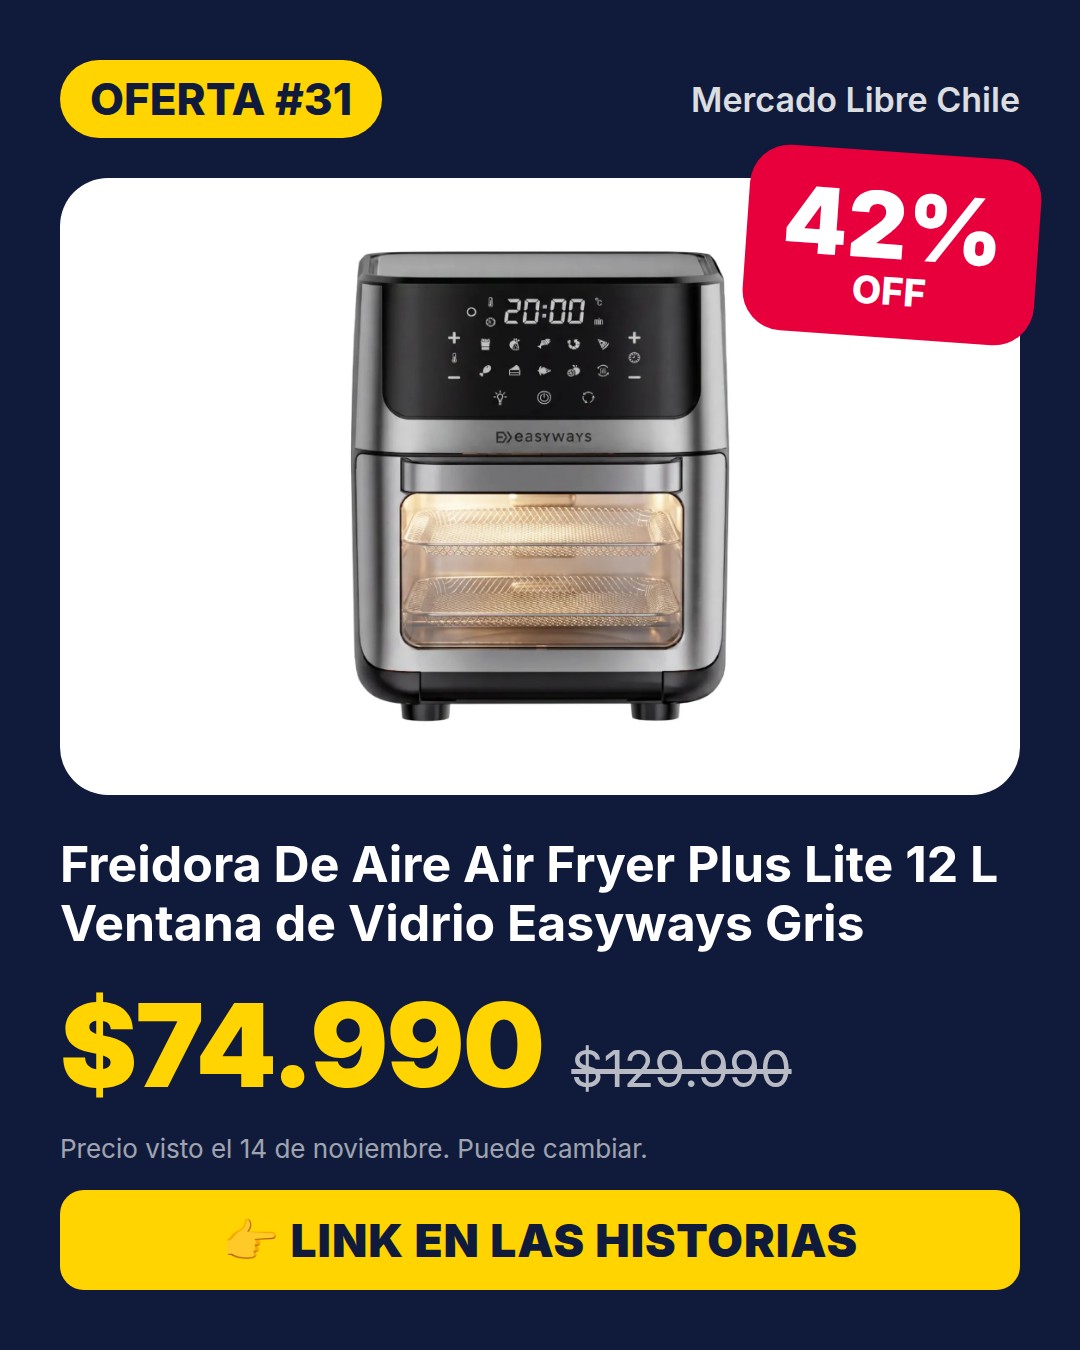 OFERTA #31
Mercado Libre Chile
42%
OFF
20:00
°C
easyways
Freidora De Aire Air Fryer Plus Lite 12 L
Ventana de Vidrio Easyways Gris
$74.990 $129.990
Precio visto el 14 de noviembre. Puede cambiar.
👉 LINK EN LAS HISTORIAS